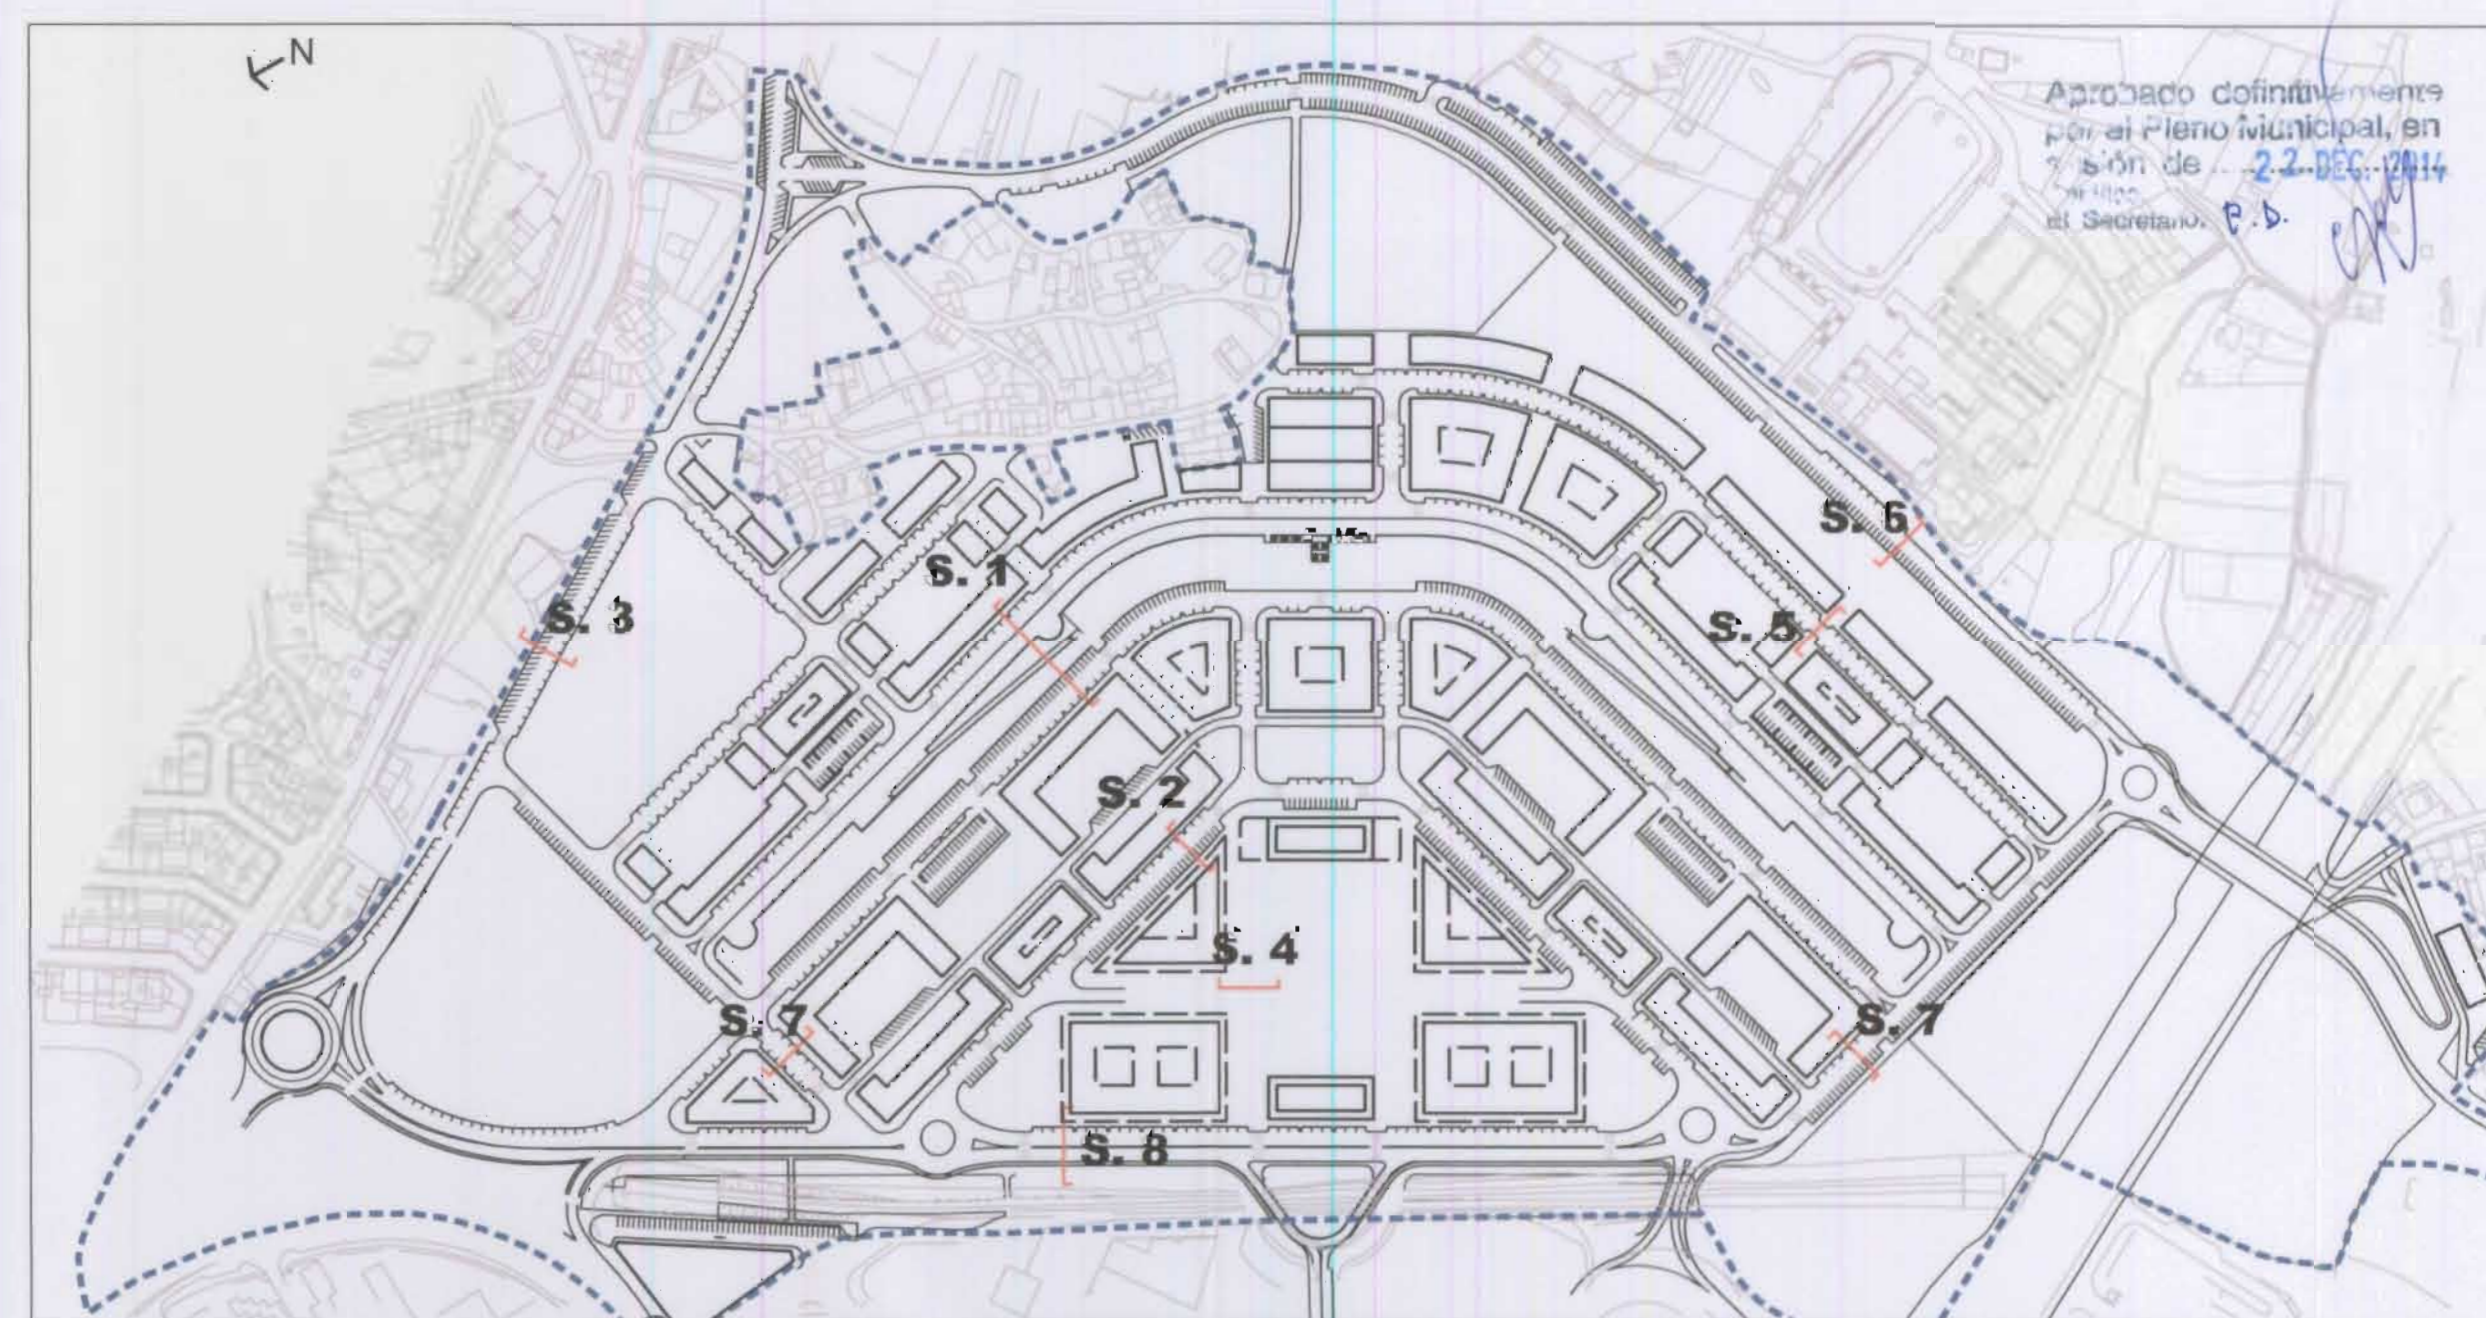 N
Aprobado definitivamente
por el Pleno Municipal, en
sesión de 22 DEC. 2014
El Secretario. P.D.
S. 6
S. 1
S. 3
S. 5
S. 2
S. 4
S. 7
S. 7
S. 8